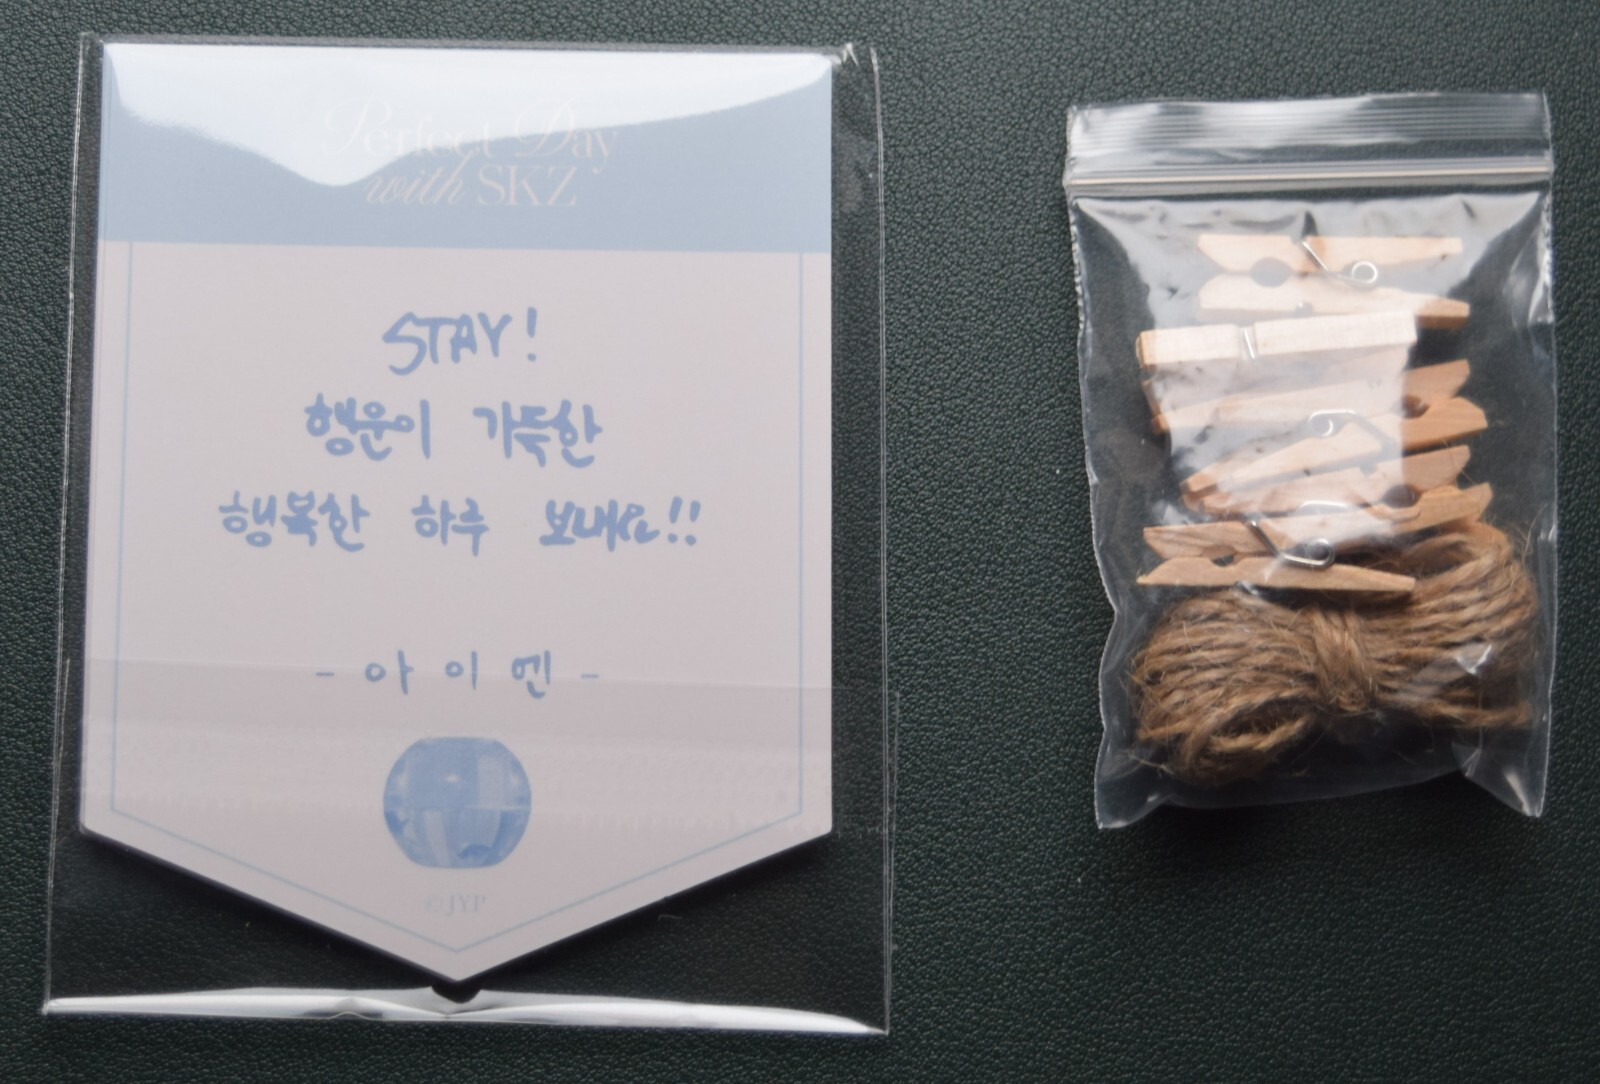 Perfect Day
with SKZ
STAY!
행운이 가득한
행복한 하루 보내요!!
- 아 이 엔 -
©JYP